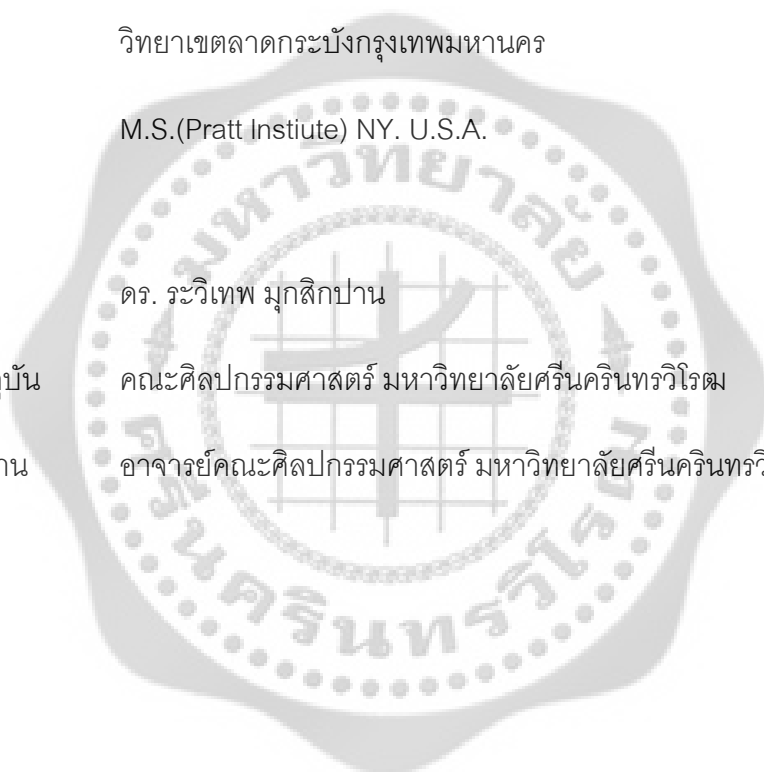 วิทยาเขตลาดกระบังกรุงเทพมหานคร
M.S.(Pratt Instiute) NY. U.S.A.
มหาวิทยาลัย
ดร. ระวิเทพ มุกสิกปาน
คณะศิลปกรรมศาสตร์ มหาวิทยาลัยศรีนครินทรวิโรฒ
อาจารย์คณะศิลปกรรมศาสตร์
ศรีนครินทรวิโรฒ